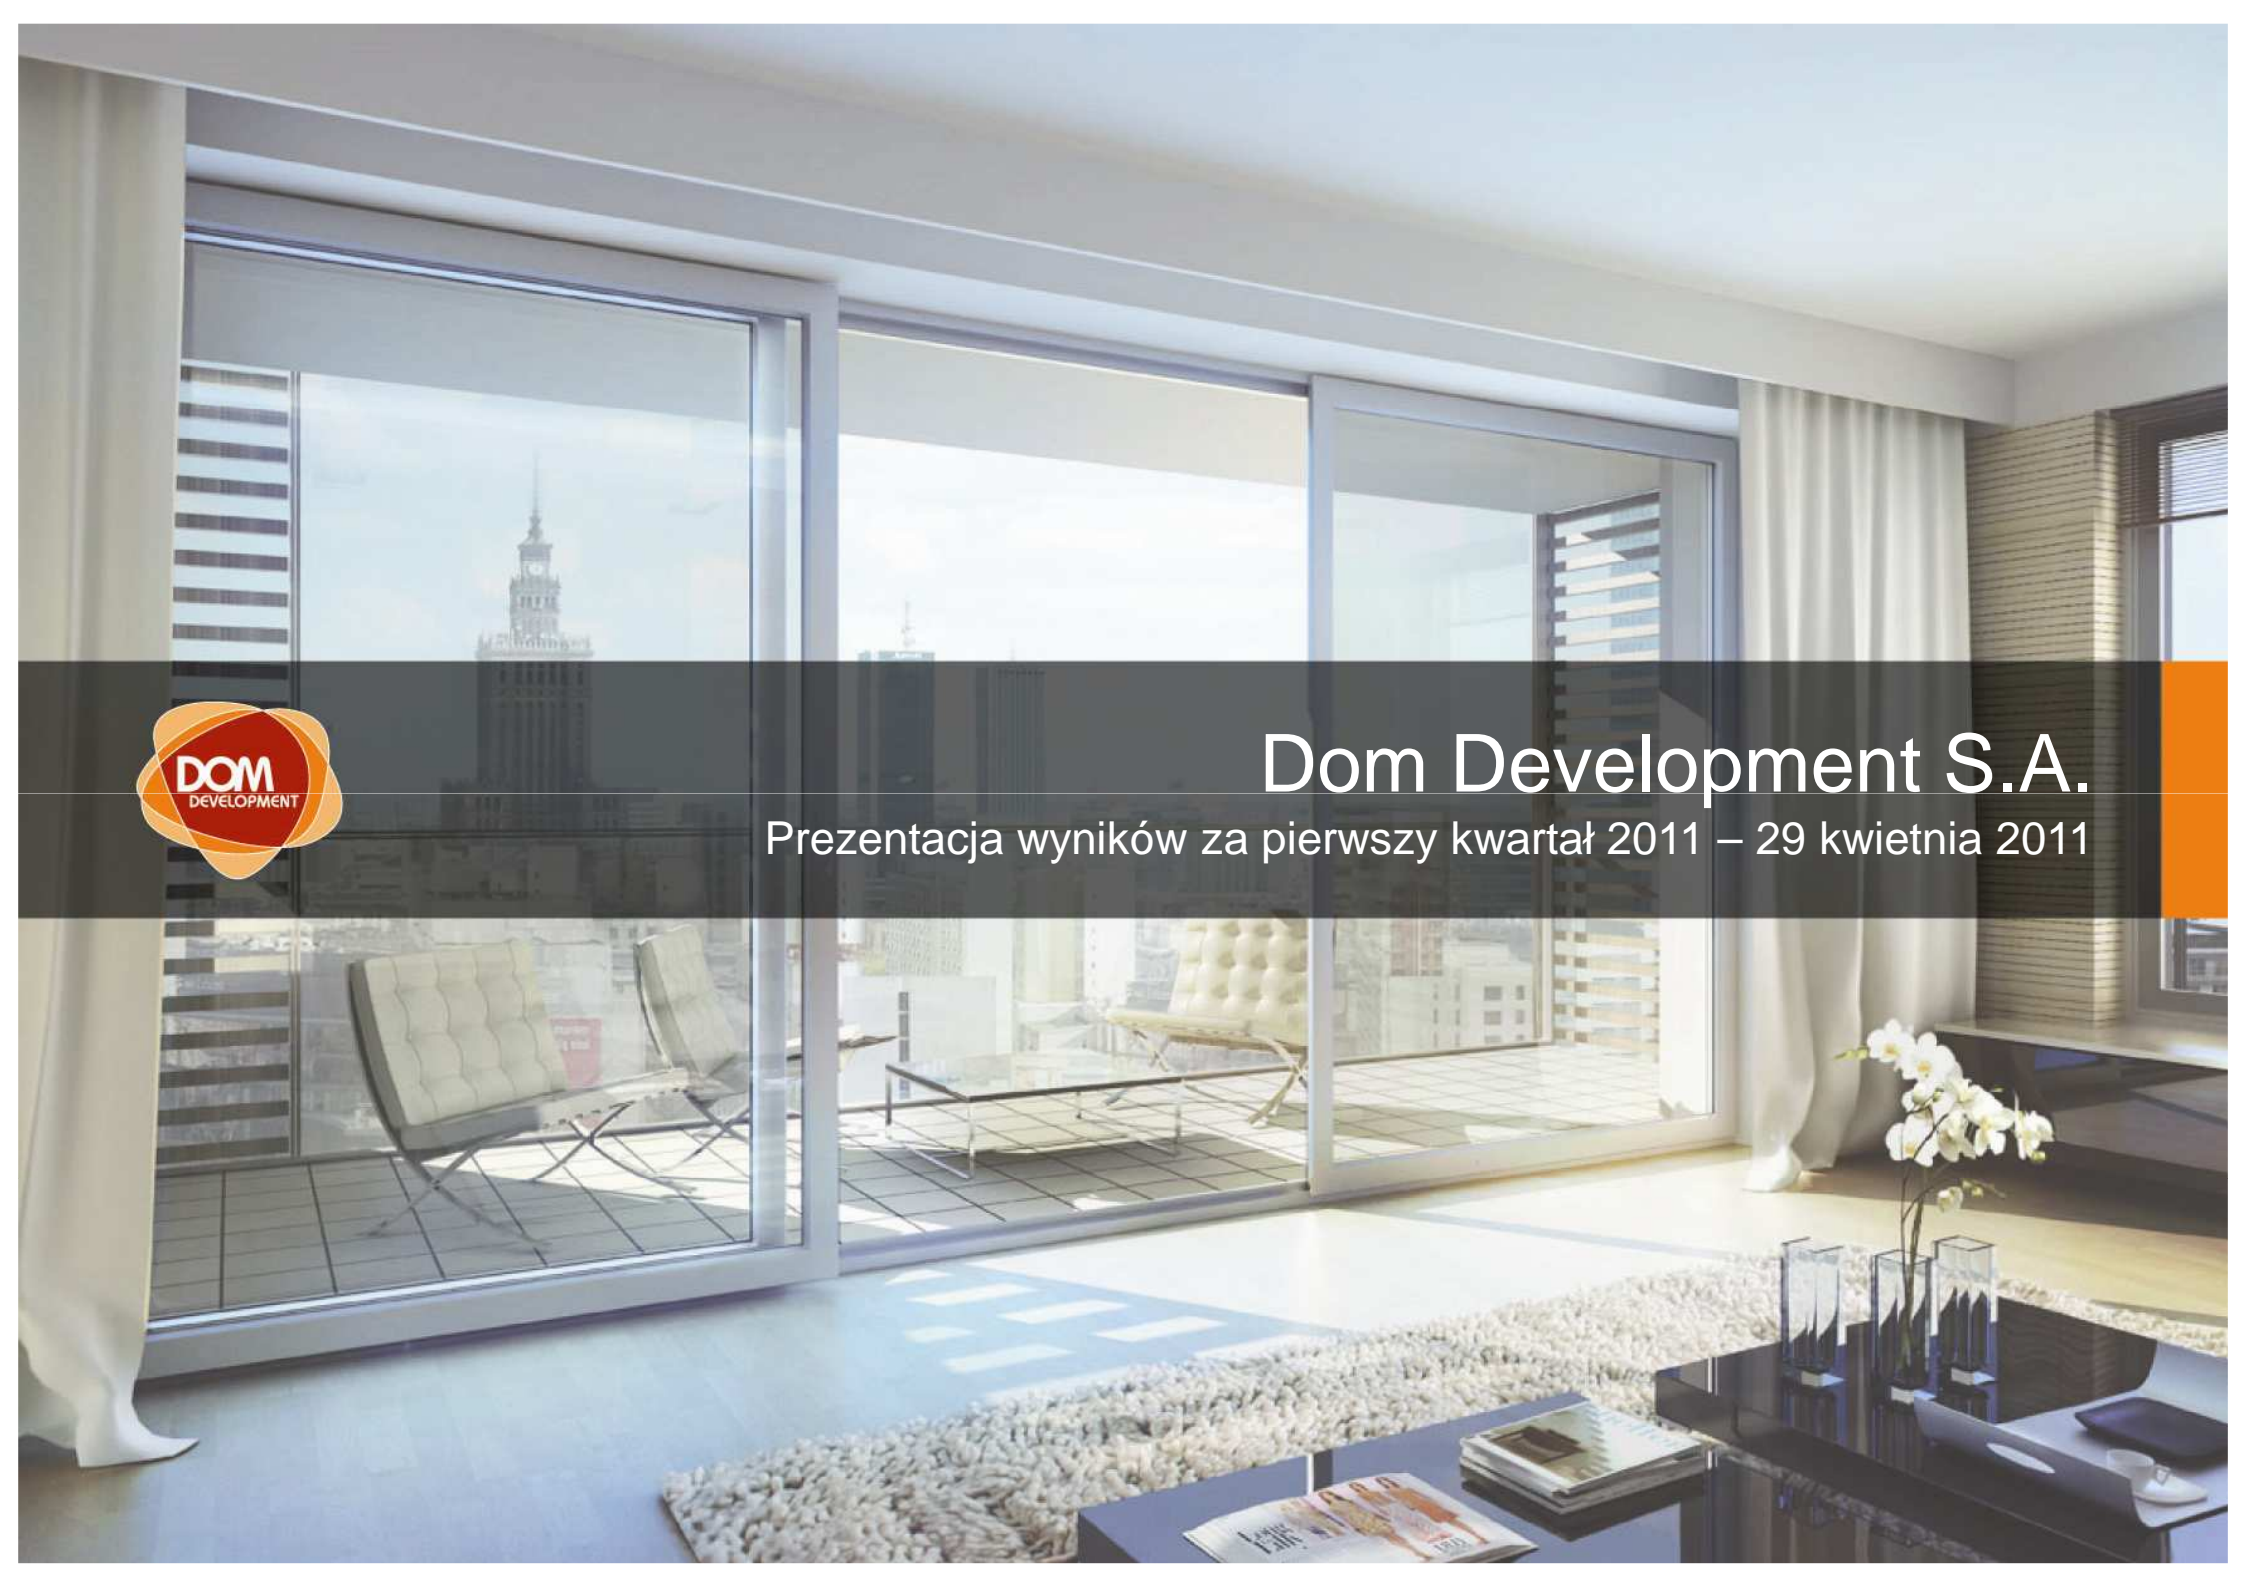 Dom Development S.A.
DOM
DEVELOPMENT
Prezentacja wyników za pierwszy kwartał 2011 – 29 kwietnia 2011